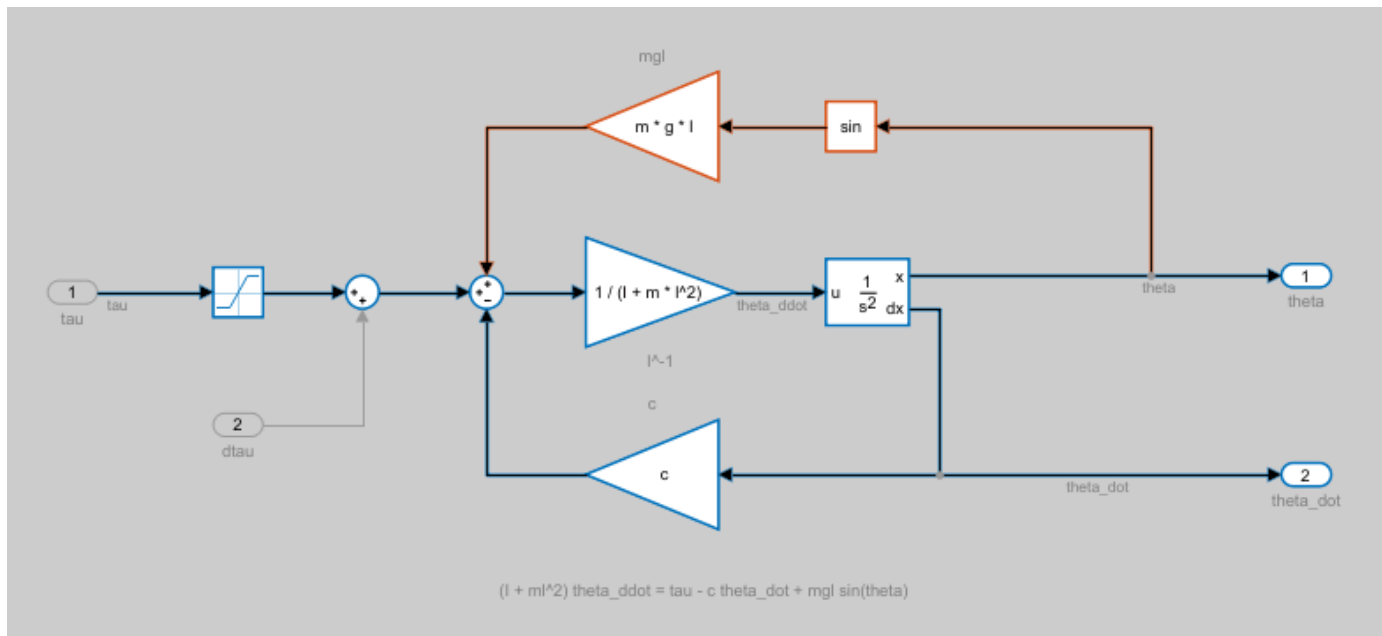 mgl
m * g * l
sin
1
tau
tau
+
+
+
+
-
1 / (I + m * l^2)
theta_ddot
u
1
s2
x
dx
theta
1
theta
I^-1
c
2
dtau
c
theta_dot
2
theta_dot
(I + ml^2) theta_ddot = tau - c theta_dot + mgl sin(theta)